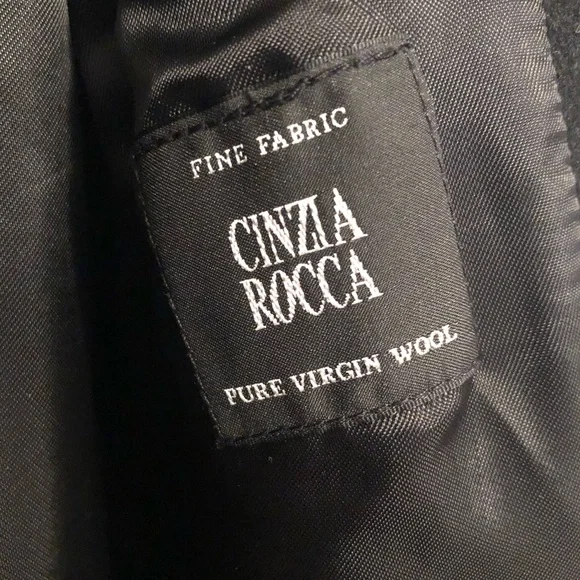 FINE FABRIC
CINZIA
ROCCA
PURE VIRGIN WOOL